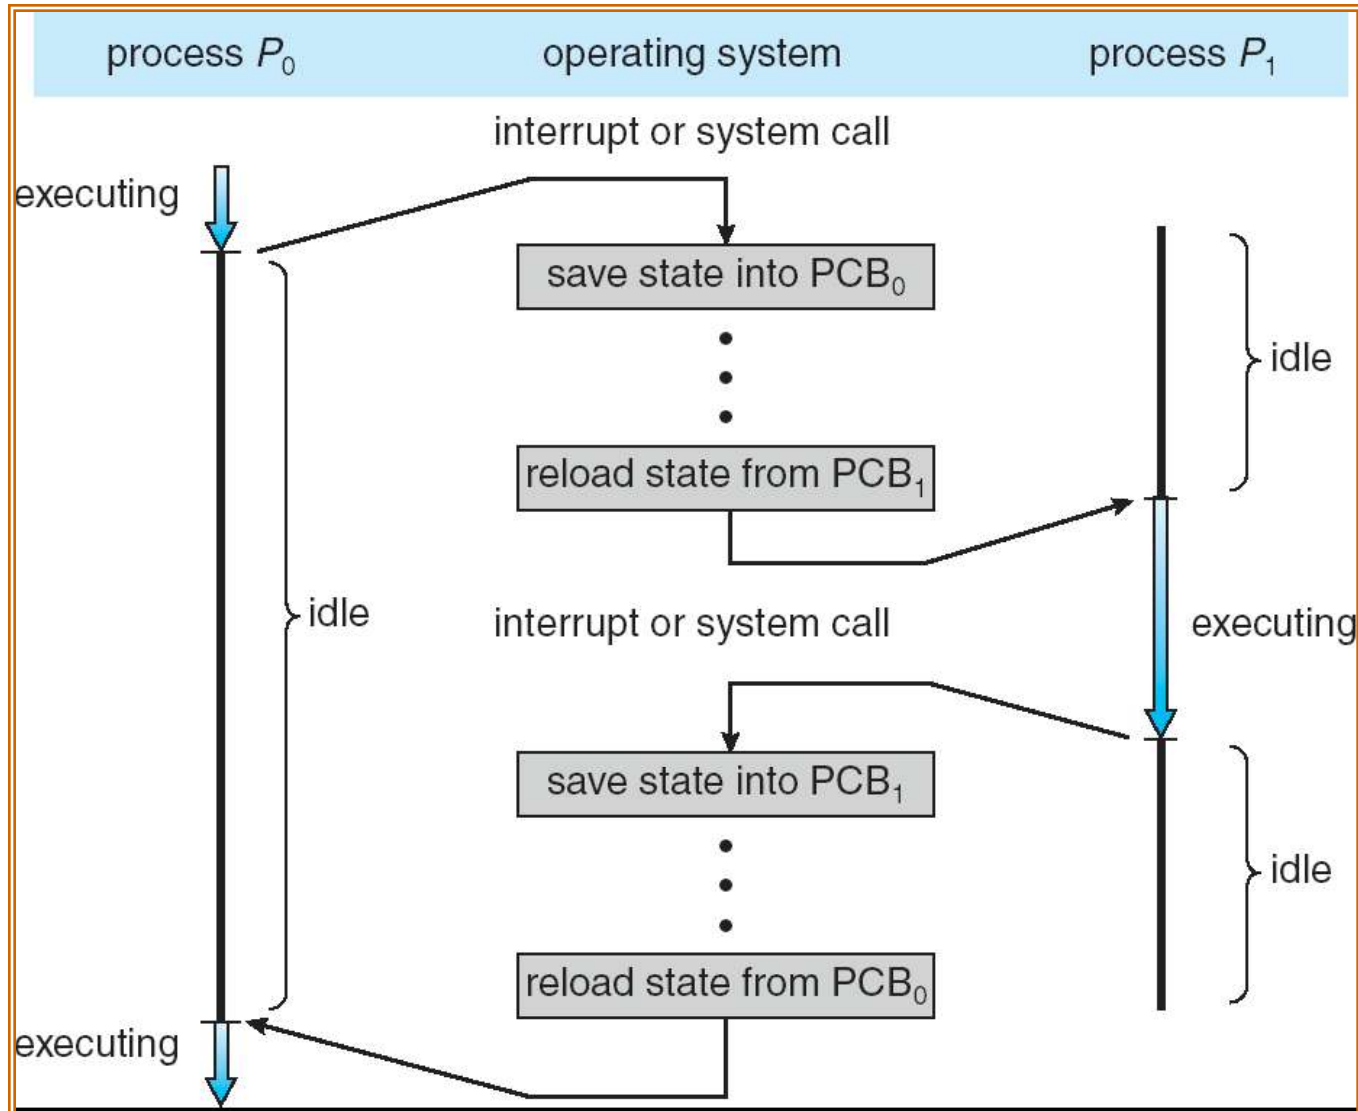 process P₀ operating system process P₁
interrupt or system call
executing
save state into PCB₀
idle
reload state from PCB₁
idle
interrupt or system call
executing
save state into PCB₁
idle
reload state from PCB₀
executing